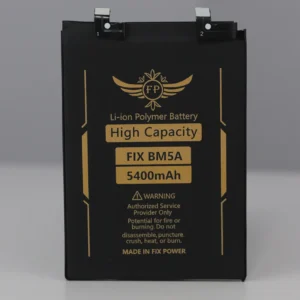 FP
Li-ion Polymer Battery
High Capacity
FIX BM5A
5400mAh
WARNING
Authorized Service
Provider Only
Potential for fire or
burning. Do not
disassemble, puncture
crush, heat, or burn.
MADE IN FIX POWER